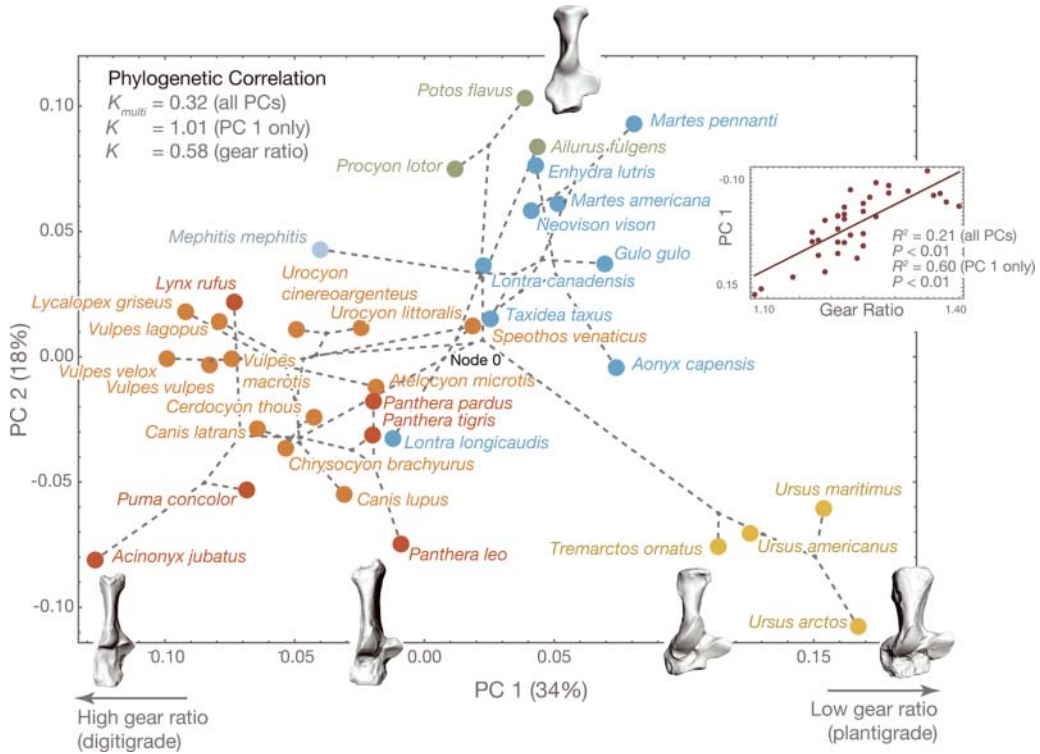 Phylogenetic Correlation
Kmulti = 0.32 (all PCs)
K = 1.01 (PC 1 only)
K = 0.58 (gear ratio)
Potos flavus
Martes pennanti
Procyon lotor
Ailurus fulgens
Enhydra lutris
Martes americana
Neovison vison
Mephitis mephitis
Gulo gulo
Lontra canadensis
Lynx rufus
Urocyon
cinereoargenteus
Lycalopex griseus
Urocyon littoralis
Taxidea taxus
Vulpes lagopus
Speothos venaticus
Node 0
Vulpes velox
Vulpes
macrotis
Vulpes vulpes
Atelocyon microtis
Aonyx capensis
Cerdocyon thous
Panthera pardus
Panthera tigris
Canis latrans
Lontra longicaudis
Chrysocyon brachyurus
Puma concolor
Canis lupus
Ursus maritimus
Acinonyx jubatus
Panthera leo
Tremarctos ornatus
Ursus americanus
Ursus arctos
-0.10
PC 1
0.15
R² = 0.21 (all PCs)
P < 0.01
R² = 0.60 (PC 1 only)
P < 0.01
1.10
1.40
Gear Ratio
PC 2 (18%)
0.10
0.05
0.00
-0.05
-0.10
0.10
0.05
0.00
0.05
0.15
PC 1 (34%)
High gear ratio
(digitigrade)
Low gear ratio
(plantigrade)